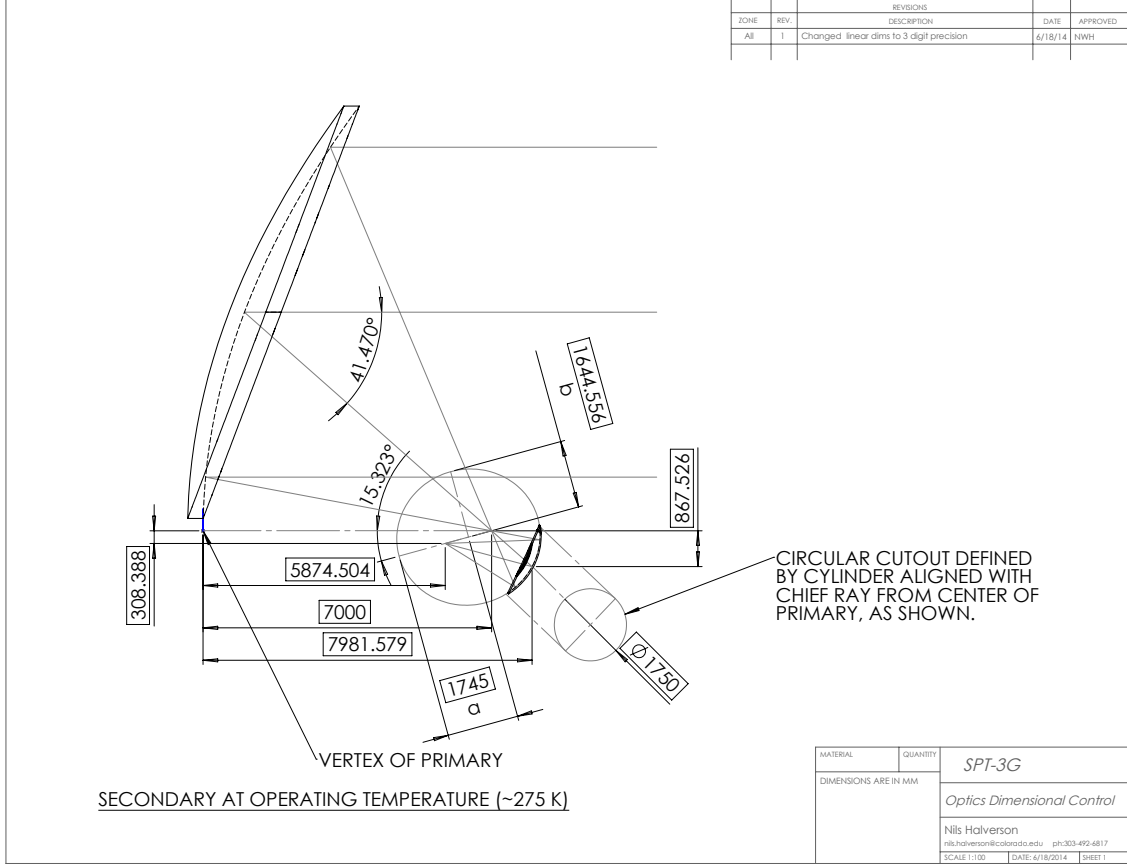 REVISIONS
ZONE REV. DESCRIPTION DATE APPROVED
All 1 Changed linear dims to 3 digit precision 6/18/14 NWH
41.470°
1644.556
b
15.323°
867.526
308.388
5874.504
7000
7981.579
1745
a
Ø1750
CIRCULAR CUTOUT DEFINED
BY CYLINDER ALIGNED WITH
CHIEF RAY FROM CENTER OF
PRIMARY, AS SHOWN.
VERTEX OF PRIMARY
SECONDARY AT OPERATING TEMPERATURE (~275 K)
MATERIAL QUANTITY SPT-3G
DIMENSIONS ARE IN MM
Optics Dimensional Control
Nils Halverson
nils.halverson@colorado.edu ph:303-492-6817
SCALE 1:100 DATE: 6/18/2014 SHEET 1